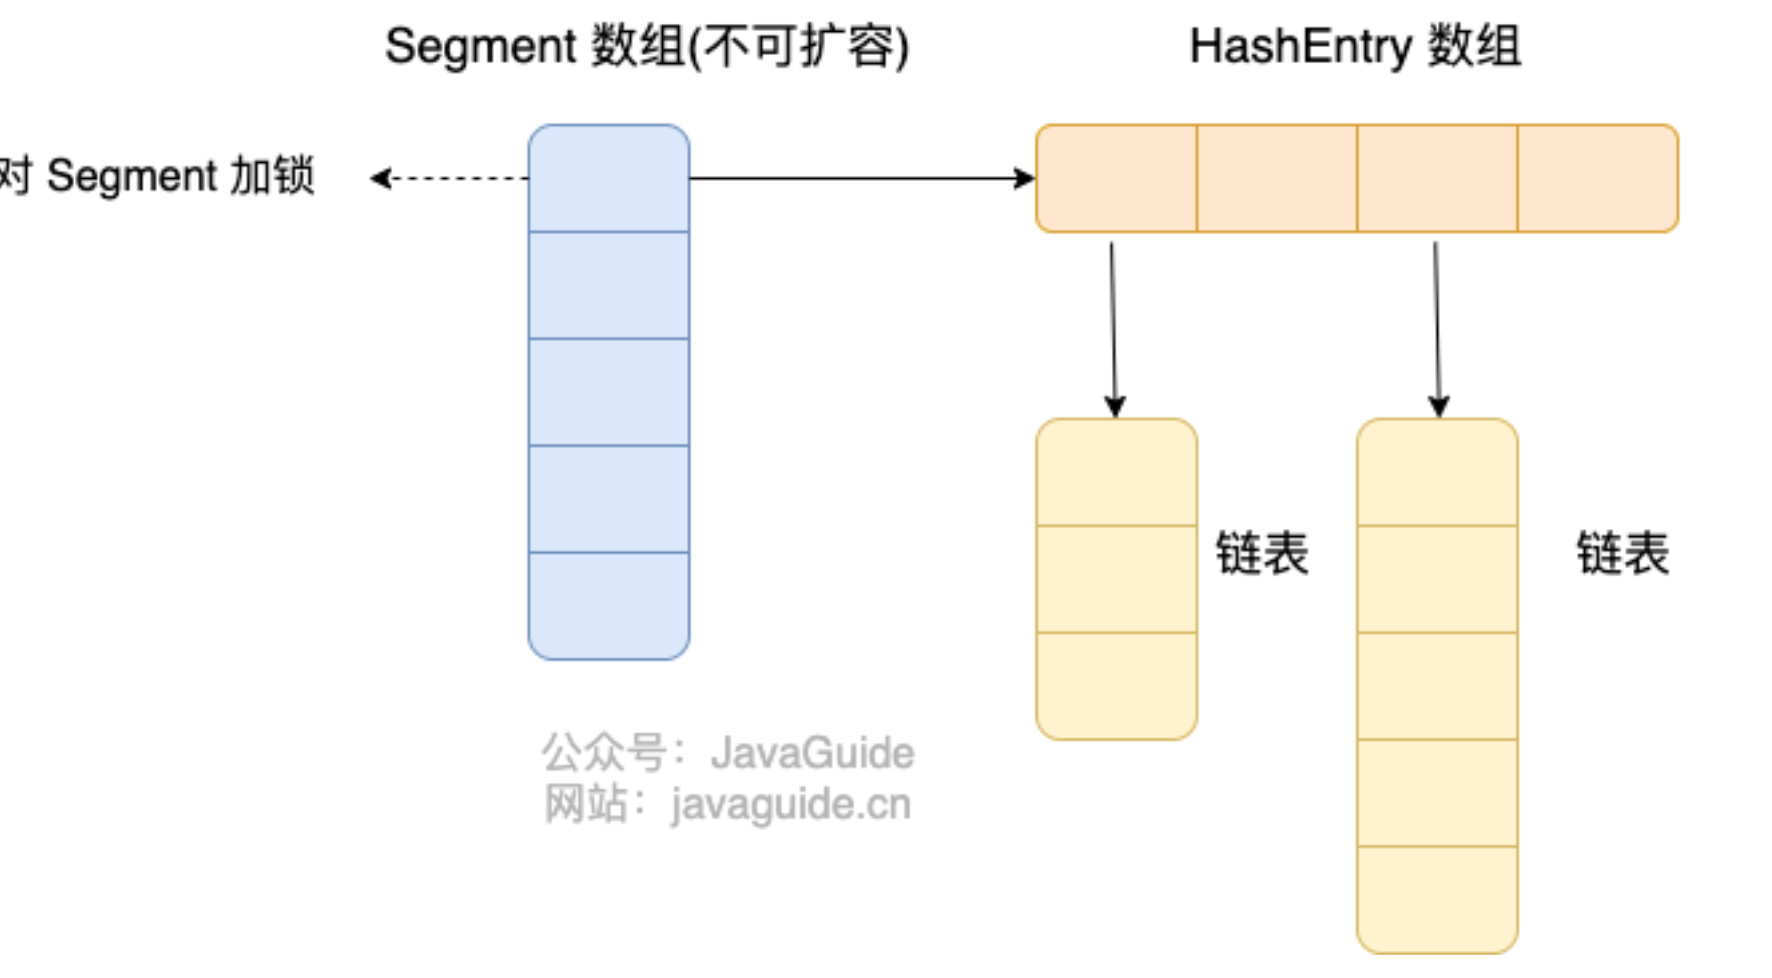 Segment 数组(不可扩容)
HashEntry 数组
对 Segment 加锁
链表
链表
公众号：JavaGuide
网站：javaguide.cn